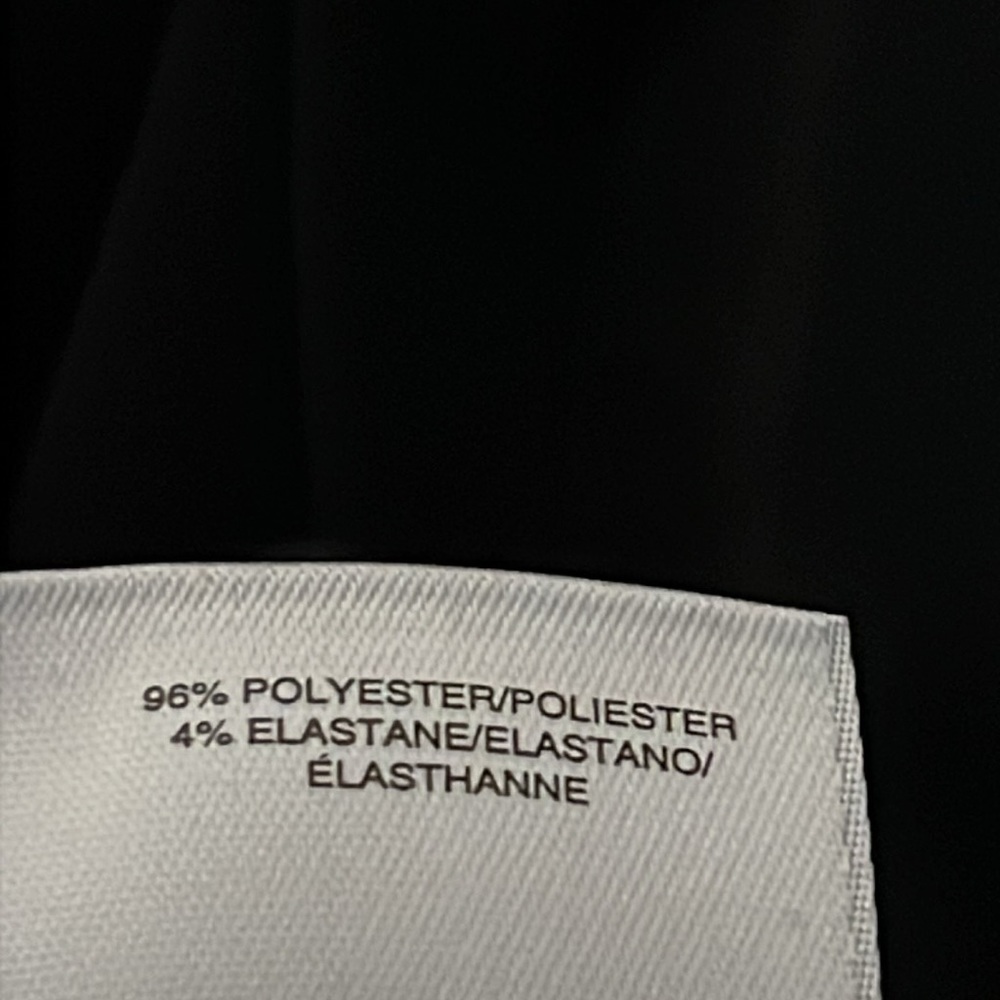 96% POLYESTER/POLIESTER
4% ELASTANE/ELASTANO/
ÉLASTHANNE